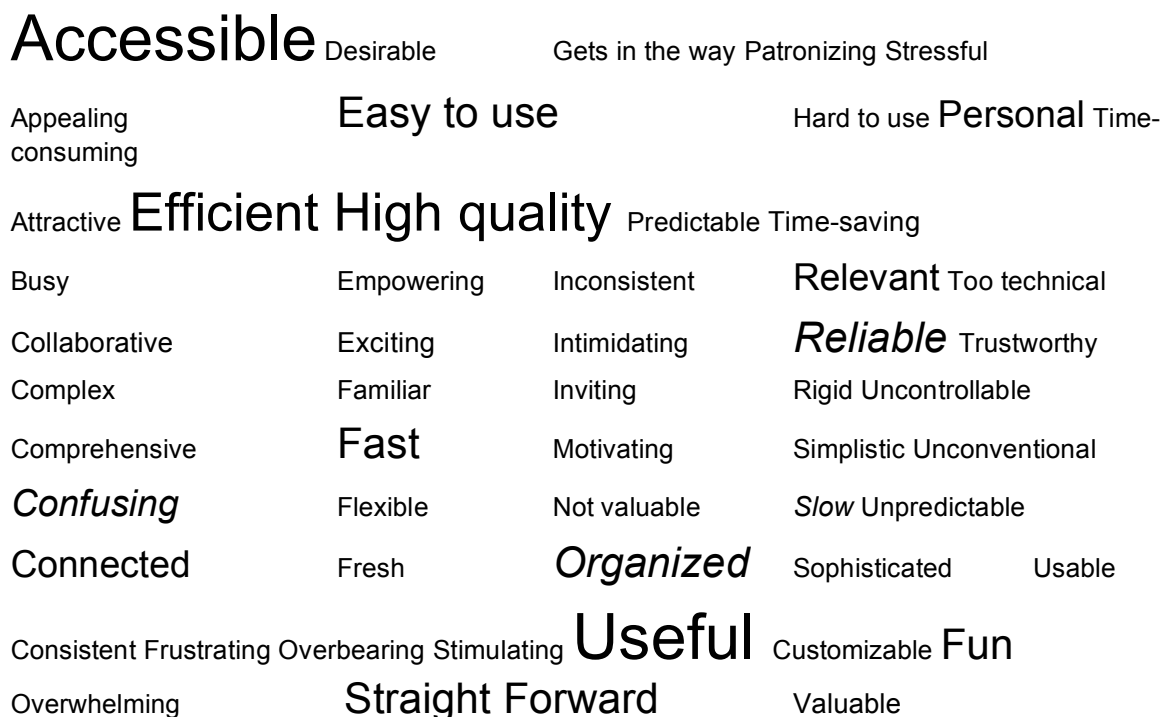 Accessible Desirable Gets in the way Patronizing Stressful
Appealing Easy to use Hard to use Personal Time-
consuming
Attractive Efficient High quality Predictable Time-saving
Busy Empowering Inconsistent Relevant Too technical
Collaborative Exciting Intimidating Reliable Trustworthy
Complex Familiar Inviting Rigid Uncontrollable
Comprehensive Fast Motivating Simplistic Unconventional
Confusing Flexible Not valuable Slow Unpredictable
Connected Fresh Organized Sophisticated Usable
Consistent Frustrating Overbearing Stimulating Useful Customizable Fun
Overwhelming Straight Forward Valuable